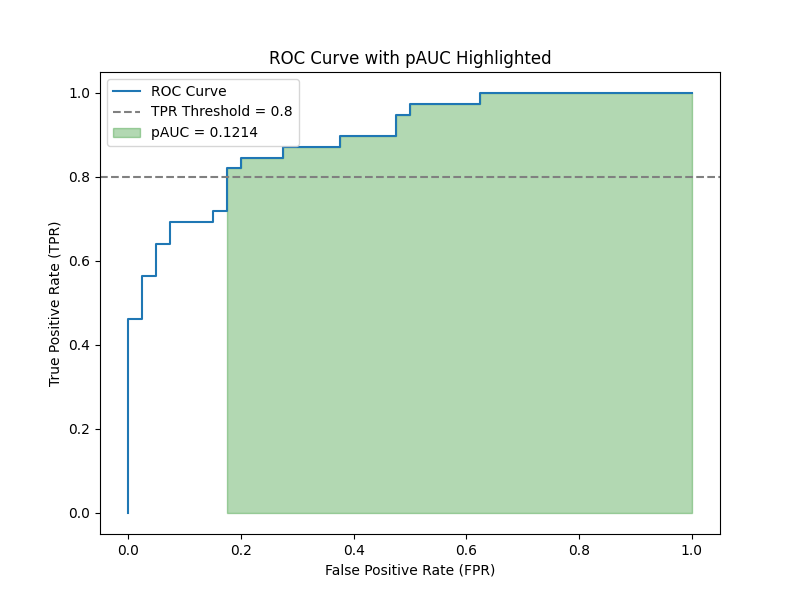 ROC Curve with pAUC Highlighted
ROC Curve
TPR Threshold = 0.8
pAUC = 0.1214
True Positive Rate (TPR)
1.0
0.8
0.6
0.4
0.2
0.0
0.0 0.2 0.4 0.6 0.8 1.0
False Positive Rate (FPR)